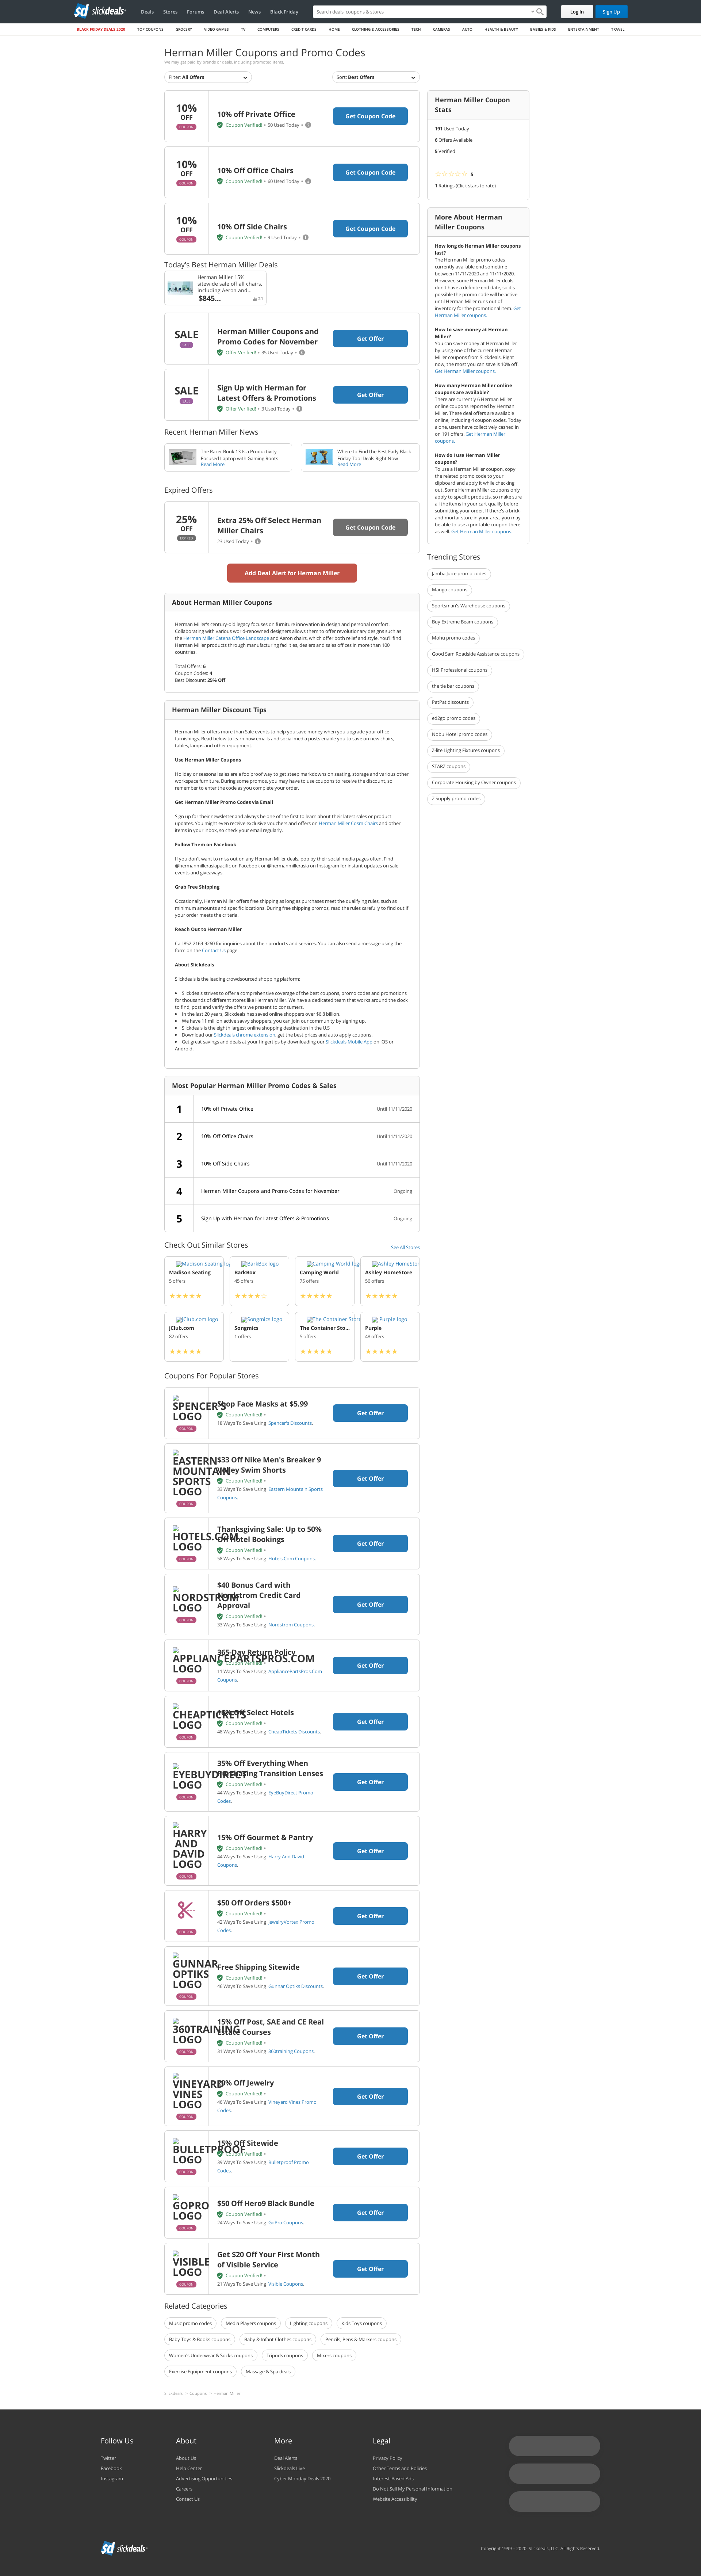 slickdeals
Deals Stores Forums Deal Alerts News Black Friday
Search deals, coupons & stores
Log In
Sign Up
BLACK FRIDAY DEALS 2020 TOP COUPONS GROCERY VIDEO GAMES TV COMPUTERS CREDIT CARDS HOME CLOTHING & ACCESSORIES TECH CAMERAS AUTO HEALTH & BEAUTY BABIES & KIDS ENTERTAINMENT TRAVEL
Herman Miller Coupons and Promo Codes
We may get paid by brands or deals, including promoted items.
Filter: All Offers
Sort: Best Offers
10%
OFF
COUPON
10% off Private Office
Coupon Verified! • 50 Used Today •
Get Coupon Code
10%
OFF
COUPON
10% Off Office Chairs
Coupon Verified! • 60 Used Today •
Get Coupon Code
10%
OFF
COUPON
10% Off Side Chairs
Coupon Verified! • 9 Used Today •
Get Coupon Code
Today's Best Herman Miller Deals
Herman Miller 15%
sitewide sale off all chairs,
including Aeron and...
$845...
SALE
SALE
Herman Miller Coupons and
Promo Codes for November
Offer Verified! • 35 Used Today •
Get Offer
SALE
SALE
Sign Up with Herman for
Latest Offers & Promotions
Offer Verified! • 3 Used Today •
Get Offer
Recent Herman Miller News
The Razer Book 13 Is a Productivity-
Focused Laptop with Gaming Roots
Read More
Where to Find the Best Early Black
Friday Tool Deals Right Now
Read More
Expired Offers
25%
OFF
EXPIRED
Extra 25% Off Select Herman
Miller Chairs
23 Used Today •
Get Coupon Code
Add Deal Alert for Herman Miller
About Herman Miller Coupons
Herman Miller's century-old legacy focuses on furniture innovation in design and personal comfort.
Collaborating with various world-renowned designers allows them to offer revolutionary designs such as
the Herman Miller Catena Office Landscape and Aeron chairs, which offer both relief and style. You'll find
Herman Miller products through manufacturing facilities, dealers and sales offices in more than 100
countries.
Total Offers: 6
Coupon Codes: 4
Best Discount: 25% Off
Herman Miller Discount Tips
Herman Miller offers more than Sale events to help you save money when you upgrade your office
furnishings. Read below to learn how emails and social media posts enable you to save on new chairs,
tables, lamps and other equipment.
Use Herman Miller Coupons
Holiday or seasonal sales are a foolproof way to get steep markdowns on seating, storage and various other
workspace furniture. During some promos, you may have to use coupons to receive the discount, so
remember to enter the code as you complete your order.
Get Herman Miller Promo Codes via Email
Sign up for their newsletter and always be one of the first to learn about their latest sales or product
updates. You might even receive exclusive vouchers and offers on Herman Miller Cosm Chairs and other
items in your inbox, so check your email regularly.
Follow Them on Facebook
If you don't want to miss out on any Herman Miller deals, pop by their social-media pages often. Find
@hermanmillerasiapacific on Facebook or @hermanmillerasia on Instagram for instant updates on sale
events and giveaways.
Grab Free Shipping
Occasionally, Herman Miller offers free shipping as long as purchases meet the qualifications, such as
minimum amounts and specific locations. During free shipping promos, read the rules carefully to find out if
your order meets the criteria.
Reach Out to Herman Miller
Call 852-2169-9260 for inquiries about their products and services. You can also send a message using the
form on the Contact Us page.
About Slickdeals
Slickdeals is the leading crowdsourced shopping platform:
• Slickdeals strives to offer a comprehensive coverage of the best coupons, promo codes and promotions
for thousands of different stores like Herman Miller. We have a dedicated team that works around the clock
to find, post and verify the offers we present to consumers.
• In the last 20 years, Slickdeals has saved online shoppers over $6.8 billion.
• We have 11 million active savvy shoppers, you can join our community by signing up.
• Slickdeals is the eighth largest online shopping destination in the U.S.
• Download our Slickdeals chrome extension, get the best prices and auto apply coupons.
• Get great savings and deals at your fingertips by downloading our Slickdeals Mobile App on iOS or
Android.
Most Popular Herman Miller Promo Codes & Sales
1 10% off Private Office Until 11/11/2020
2 10% Off Office Chairs Until 11/11/2020
3 10% Off Side Chairs Until 11/11/2020
4 Herman Miller Coupons and Promo Codes for November Ongoing
5 Sign Up with Herman for Latest Offers & Promotions Ongoing
Check Out Similar Stores
See All Stores
Madison Seating log
Madison Seating
5 offers
BarkBox logo
BarkBox
45 offers
Camping World logo
Camping World
75 offers
Ashley HomeStore
Ashley HomeStore
56 offers
jClub.com logo
jClub.com
82 offers
Songmics logo
Songmics
1 offers
The Container Store
The Container Sto...
5 offers
Purple logo
Purple
48 offers
Coupons For Popular Stores
SPENCER'S LOGO
COUPON
Shop Face Masks at $5.99
Coupon Verified! •
18 Ways To Save Using Spencer's Discounts.
Get Offer
EASTERN MOUNTAIN SPORTS LOGO
COUPON
$33 Off Nike Men's Breaker 9
Volley Swim Shorts
Coupon Verified! •
33 Ways To Save Using Eastern Mountain Sports
Coupons.
Get Offer
HOTELS.COM LOGO
COUPON
Thanksgiving Sale: Up to 50%
Off Hotel Bookings
Coupon Verified! •
58 Ways To Save Using Hotels.Com Coupons.
Get Offer
NORDSTROM LOGO
COUPON
$40 Bonus Card with
Nordstrom Credit Card
Approval
Coupon Verified! •
33 Ways To Save Using Nordstrom Coupons.
Get Offer
APPLIANCEPARTSPROS.COM LOGO
COUPON
365-Day Return Policy
Coupon Verified! •
11 Ways To Save Using AppliancePartsPros.Com
Coupons.
Get Offer
CHEAPTICKETS LOGO
COUPON
Off Select Hotels
Coupon Verified! •
48 Ways To Save Using CheapTickets Discounts.
Get Offer
EYEBUYDIRECT LOGO
COUPON
35% Off Everything When
Purchasing Transition Lenses
Coupon Verified! •
44 Ways To Save Using EyeBuyDirect Promo
Codes.
Get Offer
HARRY AND DAVID LOGO
COUPON
15% Off Gourmet & Pantry
Coupon Verified! •
44 Ways To Save Using Harry And David
Coupons.
Get Offer
COUPON
$50 Off Orders $500+
Coupon Verified! •
42 Ways To Save Using JewelryVortex Promo
Codes.
Get Offer
GUNNAR OPTIKS LOGO
COUPON
Free Shipping Sitewide
Coupon Verified! •
46 Ways To Save Using Gunnar Optiks Discounts.
Get Offer
360TRAINING LOGO
COUPON
15% Off Post, SAE and CE Real
Estate Courses
Coupon Verified! •
31 Ways To Save Using 360training Coupons.
Get Offer
VINEYARD VINES LOGO
COUPON
Off Jewelry
Coupon Verified! •
46 Ways To Save Using Vineyard Vines Promo
Codes.
Get Offer
BULLETPROOF LOGO
COUPON
15% Off Sitewide
Coupon Verified! •
39 Ways To Save Using Bulletproof Promo
Codes.
Get Offer
GOPRO LOGO
COUPON
$50 Off Hero9 Black Bundle
Coupon Verified! •
24 Ways To Save Using GoPro Coupons.
Get Offer
VISIBLE LOGO
COUPON
Get $20 Off Your First Month
of Visible Service
Coupon Verified! •
21 Ways To Save Using Visible Coupons.
Get Offer
Related Categories
Music promo codes Media Players coupons Lighting coupons Kids Toys coupons
Baby Toys & Books coupons Baby & Infant Clothes coupons Pencils, Pens & Markers coupons
Women's Underwear & Socks coupons Tripods coupons Mixers coupons
Exercise Equipment coupons Massage & Spa deals
Slickdeals > Coupons > Herman Miller
Herman Miller Coupon
Stats
191 Used Today
6 Offers Available
5 Verified
5
1 Ratings (Click stars to rate)
More About Herman
Miller Coupons
How long do Herman Miller coupons
last?
The Herman Miller promo codes
currently available end sometime
between 11/11/2020 and 11/11/2020.
However, some Herman Miller deals
don't have a definite end date, so it's
possible the promo code will be active
until Herman Miller runs out of
inventory for the promotional item. Get
Herman Miller coupons.
How to save money at Herman
Miller?
You can save money at Herman Miller
by using one of the current Herman
Miller coupons from Slickdeals. Right
now, the most you can save is 10% off.
Get Herman Miller coupons.
How many Herman Miller online
coupons are available?
There are currently 6 Herman Miller
online coupons reported by Herman
Miller. These deal offers are available
online, including 4 coupon codes. Today
alone, users have collectively cashed in
on 191 offers. Get Herman Miller
coupons.
How do I use Herman Miller
coupons?
To use a Herman Miller coupon, copy
the related promo code to your
clipboard and apply it while checking
out. Some Herman Miller coupons only
apply to specific products, so make sure
all the items in your cart are qualified
before submitting your order. If there's a brick-
and-mortar store in your area, you may
be able to use a printable coupon there
as well. Get Herman Miller coupons.
Trending Stores
Jamba Juice promo codes
Mango coupons
Sportsman's Warehouse coupons
Buy Extreme Beam coupons
Mohu promo codes
Good Sam Roadside Assistance coupons
HSI Professional coupons
the tie bar coupons
PatPat discounts
ed2go promo codes
Nobu Hotel promo codes
Z-lite Lighting Fixtures coupons
STARZ coupons
Corporate Housing by Owner coupons
Z Supply promo codes
Follow Us
Twitter
Facebook
Instagram
About
About Us
Help Center
Advertising Opportunities
Careers
Contact Us
More
Deal Alerts
Slickdeals Live
Cyber Monday Deals 2020
Legal
Privacy Policy
Other Terms and Policies
Interest-Based Ads
Do Not Sell My Personal Information
Website Accessibility
slickdeals
Copyright 1999 - 2020. Slickdeals, LLC. All Rights Reserved.